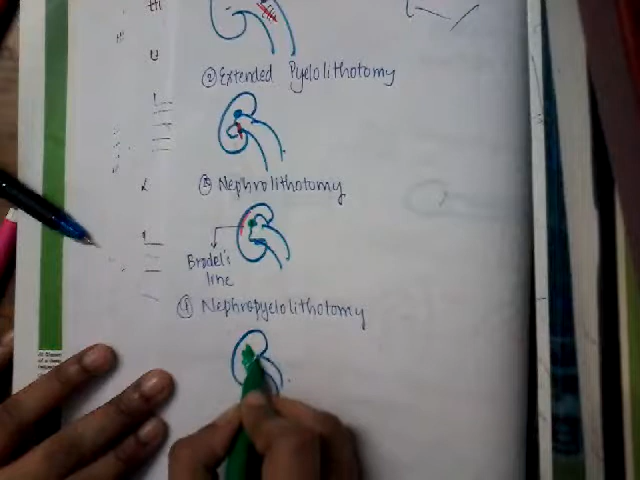 ② Extended Pyelolithotomy
③ Nephrolithotomy
Brodel's
line
④ Nephropyelolithotomy